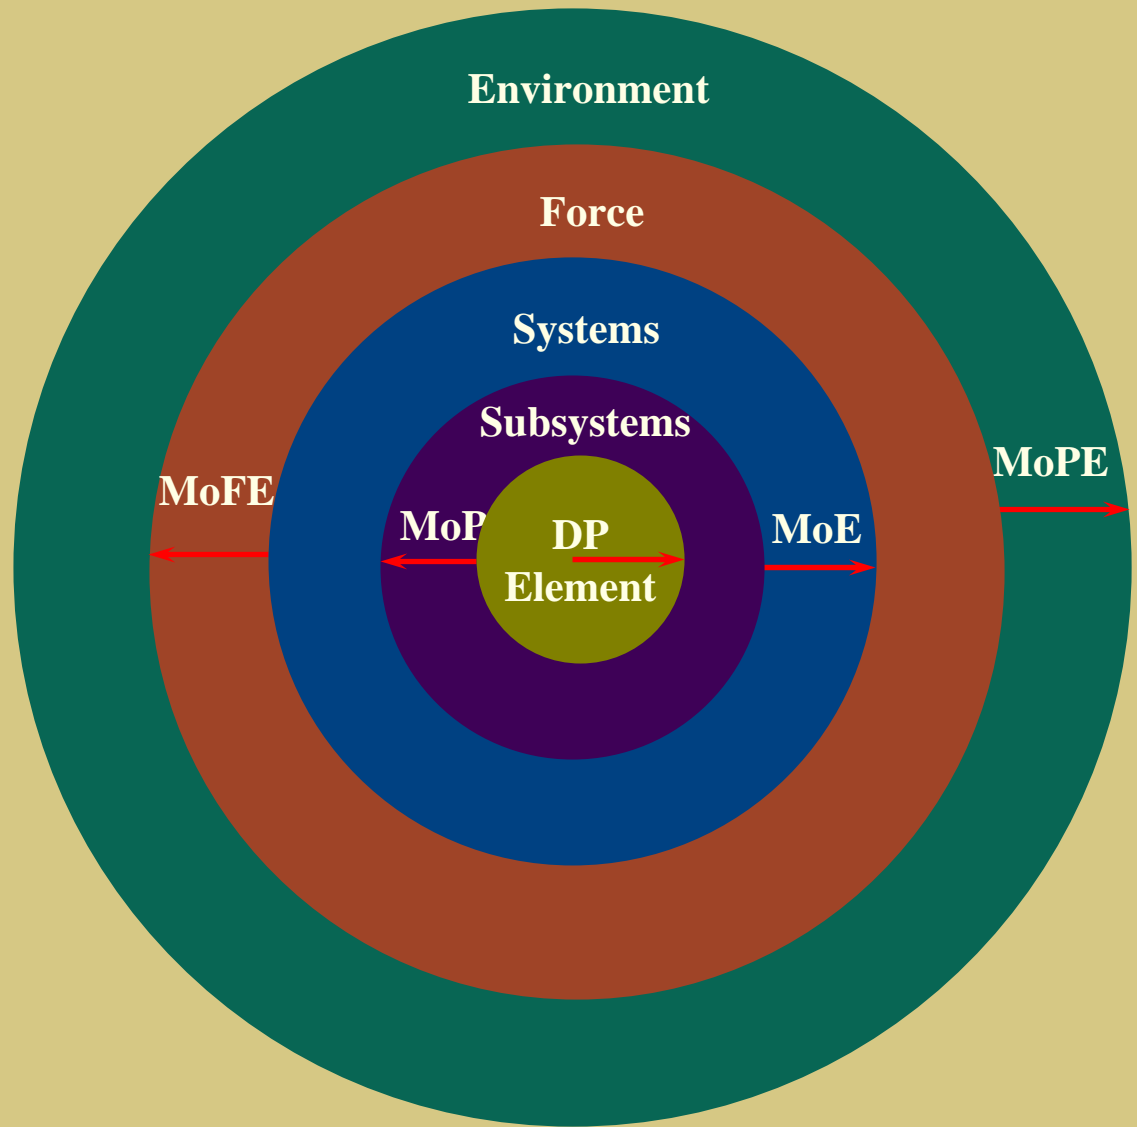 Environment
Force
Systems
Subsystems
MoPE
MoFE
MoP
MoE
DP
Element